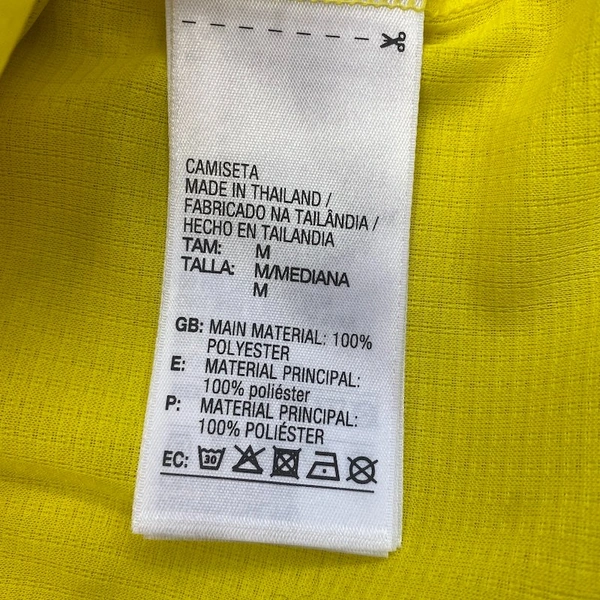 CAMISETA
MADE IN THAILAND /
FABRICADO NA TAILÂNDIA /
HECHO EN TAILANDIA
TAM: M
TALLA: M/MEDIANA
M
GB: MAIN MATERIAL: 100%
POLYESTER
E: MATERIAL PRINCIPAL:
100% poliéster
P: MATERIAL PRINCIPAL:
100% POLIÉSTER
EC: 30